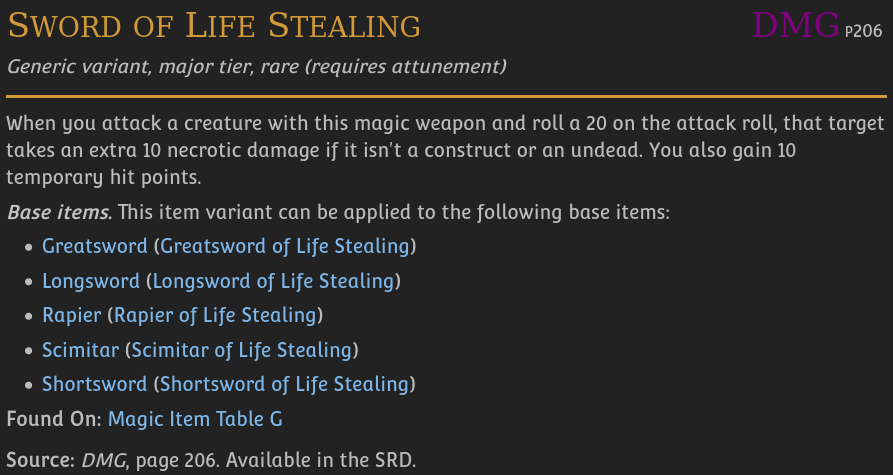 Sword of Life Stealing DMG P206
Generic variant, major tier, rare (requires attunement)
When you attack a creature with this magic weapon and roll a 20 on the attack roll, that target
takes an extra 10 necrotic damage if it isn't a construct or an undead. You also gain 10
temporary hit points.
Base items. This item variant can be applied to the following base items:
• Greatsword (Greatsword of Life Stealing)
• Longsword (Longsword of Life Stealing)
• Rapier (Rapier of Life Stealing)
• Scimitar (Scimitar of Life Stealing)
• Shortsword (Shortsword of Life Stealing)
Found On: Magic Item Table G
Source: DMG, page 206. Available in the SRD.